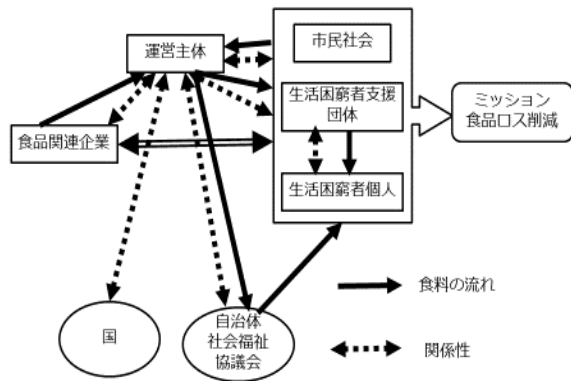 運営主体
市民社会
生活困窮者支援
団体
ミッション
食品ロス削減
食品関連企業
生活困窮者個人
国
自治体
社会福祉
協議会
食料の流れ
関係性